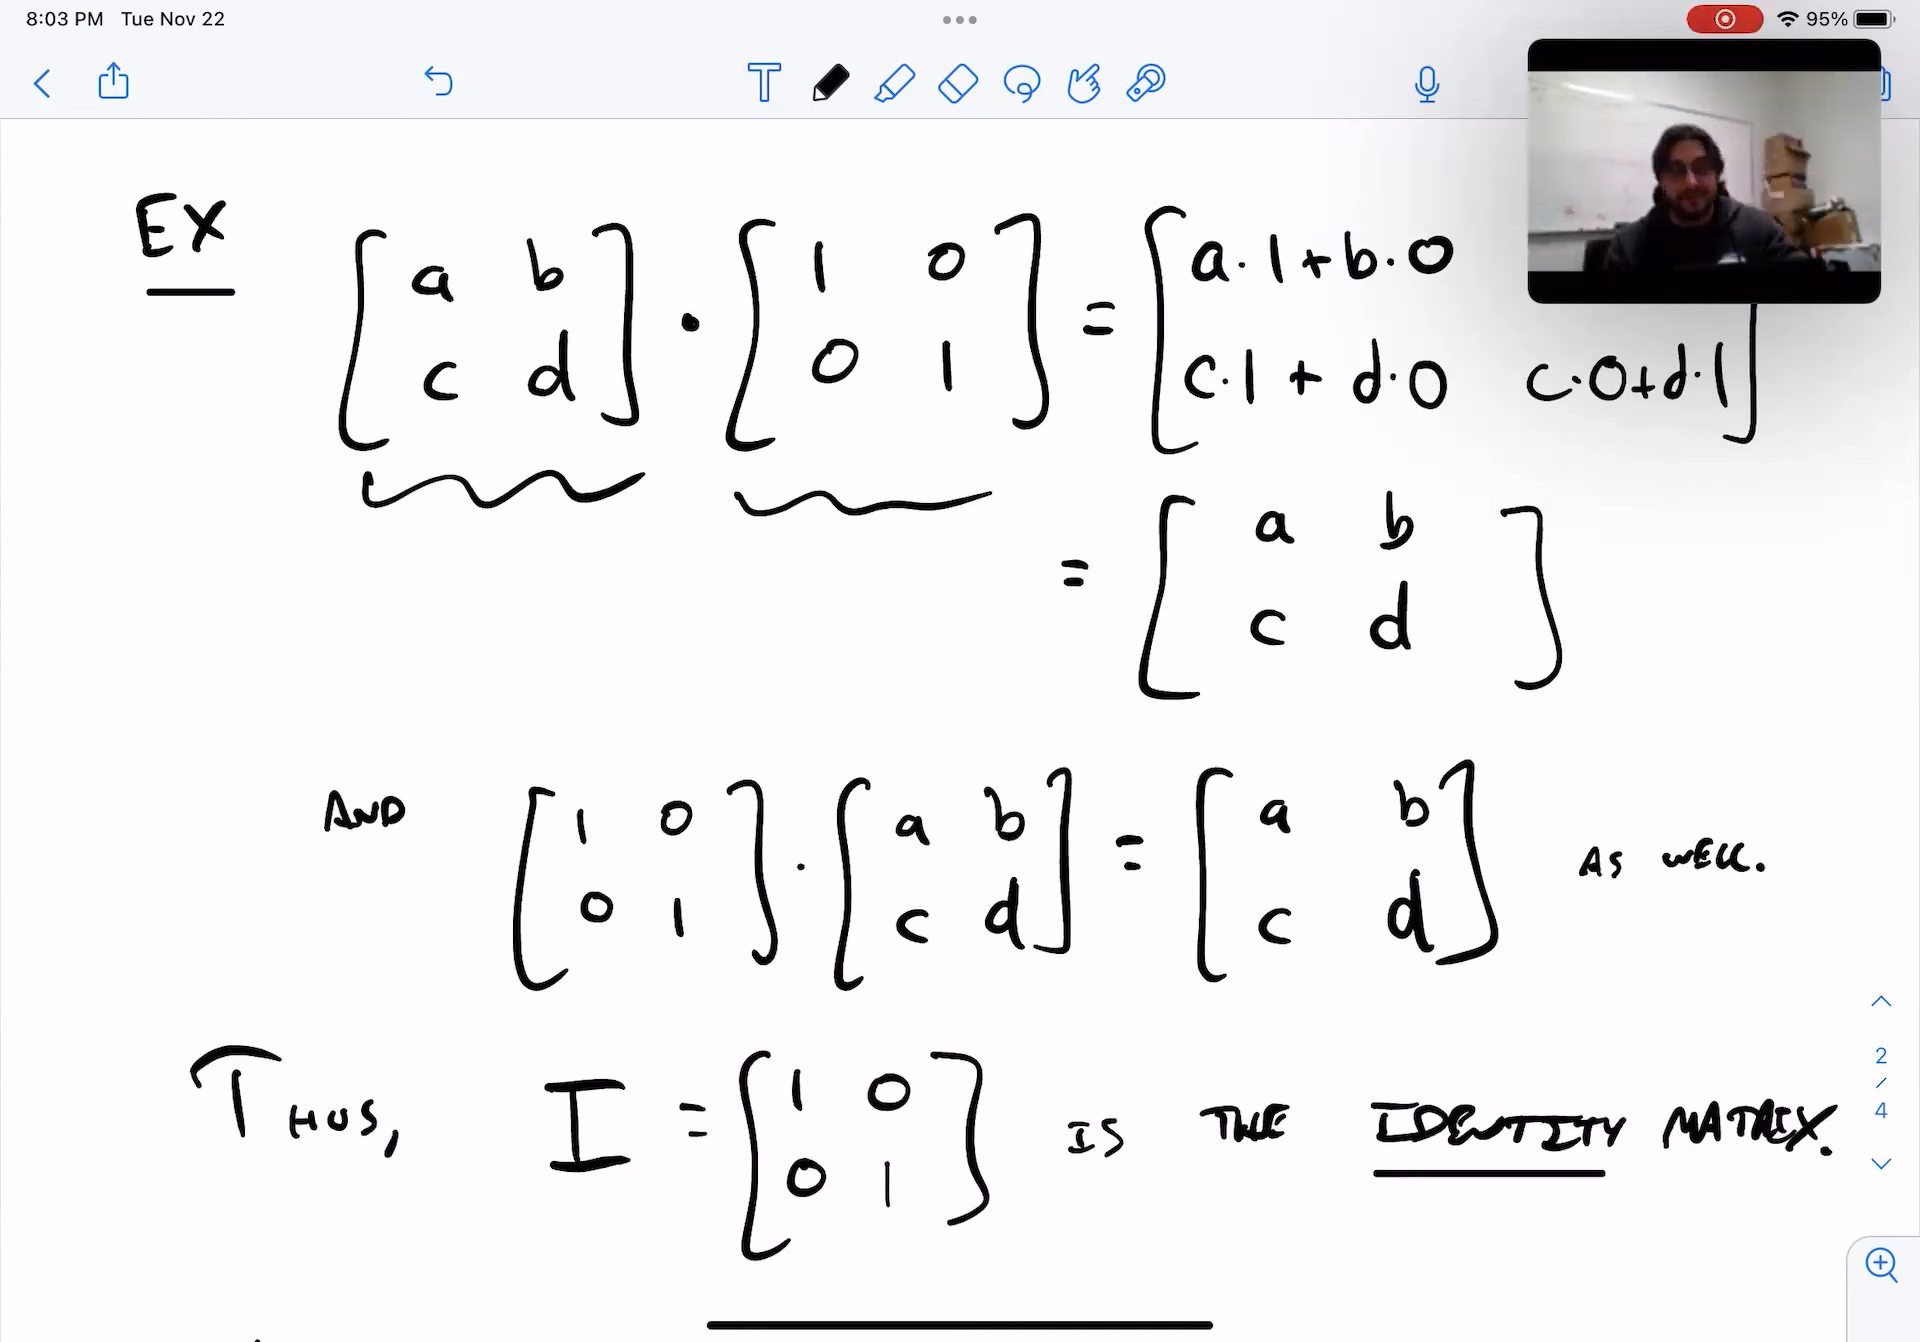 8:03 PM Tue Nov 22 95%
EX [a b; c d] · [1 0; 0 1] = [a·1+b·0; c·1+d·0 c·0+d·1]
= [a b; c d]
AND [1 0; 0 1] · [a b; c d] = [a b; c d] AS WELL.
THUS, I = [1 0; 0 1] IS THE IDENTITY MATRIX.
2 / 4